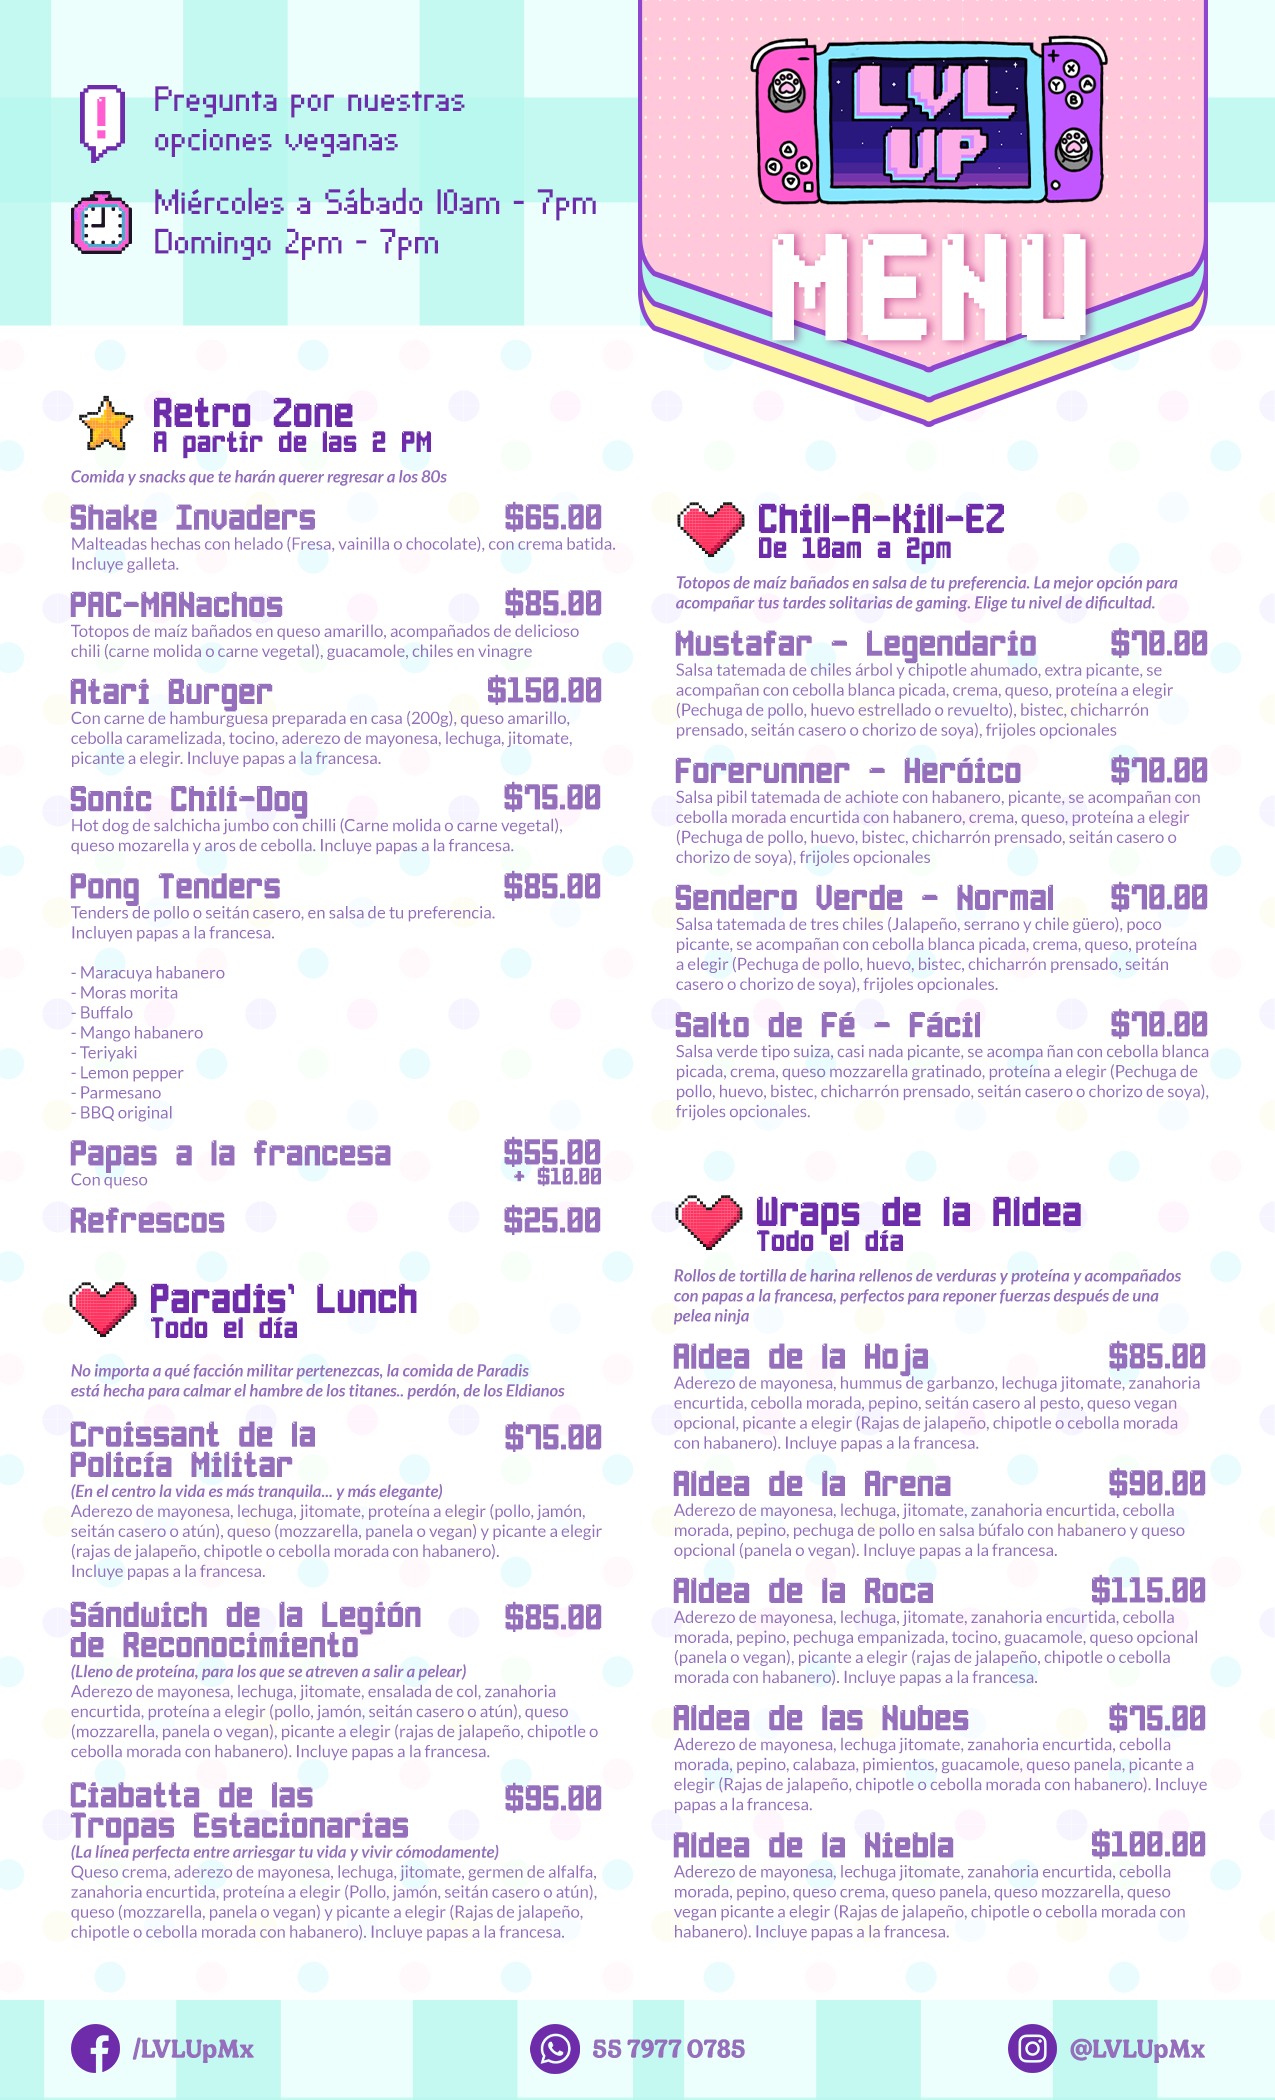 Pregunta por nuestras
opciones veganas
Miércoles a Sábado 10am - 7pm
Domingo 2pm - 7pm
LVL
UP
MENU
Retro Zone
A partir de las 2 PM
Comida y snacks que te harán querer regresar a los 80s
Shake Invaders $65.00
Malteadas hechas con helado (Fresa, vainilla o chocolate), con crema batida.
Incluye galleta.
PAC-MANachos $85.00
Totopos de maíz bañados en queso amarillo, acompañados de delicioso
chili (carne molida o carne vegetal), guacamole, chiles en vinagre
Atari Burger $150.00
Con carne de hamburguesa preparada en casa (200g), queso amarillo,
cebolla caramelizada, tocino, aderezo de mayonesa, lechuga, jitomate,
picante a elegir. Incluye papas a la francesa.
Sonic Chili-Dog $75.00
Hot dog de salchicha jumbo con chilli (Carne molida o carne vegetal),
queso mozarella y aros de cebolla. Incluye papas a la francesa.
Pong Tenders $85.00
Tenders de pollo o seitán casero, en salsa de tu preferencia.
Incluyen papas a la francesa.
- Maracuya habanero
- Moras morita
- Buffalo
- Mango habanero
- Teriyaki
- Lemon pepper
- Parmesano
- BBQ original
Papas a la francesa $55.00
Con queso + $10.00
Refrescos $25.00
Paradis' Lunch
Todo el día
No importa a qué facción militar pertenezcas, la comida de Paradis
está hecha para calmar el hambre de los titanes.. perdón, de los Eldianos
Croissant de la $75.00
Policía Militar
(En el centro la vida es más tranquila... y más elegante)
Aderezo de mayonesa, lechuga, jitomate, proteína a elegir (pollo, jamón,
seitán casero o atún), queso (mozzarella, panela o vegan) y picante a elegir
(rajas de jalapeño, chipotle o cebolla morada con habanero).
Incluye papas a la francesa.
Sándwich de la Legión $85.00
de Reconocimiento
(Lleno de proteína, para los que se atreven a salir a pelear)
Aderezo de mayonesa, lechuga, jitomate, ensalada de col, zanahoria
encurtida, proteína a elegir (pollo, jamón, seitán casero o atún), queso
(mozzarella, panela o vegan), picante a elegir (rajas de jalapeño, chipotle o
cebolla morada con habanero). Incluye papas a la francesa.
Ciabatta de las $95.00
Tropas Estacionarias
(La línea perfecta entre arriesgar tu vida y vivir cómodamente)
Queso crema, aderezo de mayonesa, lechuga, jitomate, germen de alfalfa,
zanahoria encurtida, proteína a elegir (Pollo, jamón, seitán casero o atún),
queso (mozzarella, panela o vegan) y picante a elegir (Rajas de jalapeño,
chipotle o cebolla morada con habanero). Incluye papas a la francesa.
Chill-A-Kill-EZ
De 10am a 2pm
Totopos de maíz bañados en salsa de tu preferencia. La mejor opción para
acompañar tus tardes solitarias de gaming. Elige tu nivel de dificultad.
Mustafar - Legendario $70.00
Salsa tatemada de chiles árbol y chipotle ahumado, extra picante, se
acompañan con cebolla blanca picada, crema, queso, proteína a elegir
(Pechuga de pollo, huevo estrellado o revuelto), bistec, chicharrón
prensado, seitán casero o chorizo de soya), frijoles opcionales
Forerunner - Heróico $70.00
Salsa pibil tatemada de achiote con habanero, picante, se acompañan con
cebolla morada encurtida con habanero, crema, queso, proteína a elegir
(Pechuga de pollo, huevo, bistec, chicharrón prensado, seitán casero o
chorizo de soya), frijoles opcionales
Sendero Verde - Normal $70.00
Salsa tatemada de tres chiles (Jalapeño, serrano y chile güero), poco
picante, se acompañan con cebolla blanca picada, crema, queso, proteína
a elegir (Pechuga de pollo, huevo, bistec, chicharrón prensado, seitán
casero o chorizo de soya), frijoles opcionales.
Salto de Fé - Fácil $70.00
Salsa verde tipo suiza, casi nada picante, se acompa ñan con cebolla blanca
picada, crema, queso mozzarella gratinado, proteína a elegir (Pechuga de
pollo, huevo, bistec, chicharrón prensado, seitán casero o chorizo de soya),
frijoles opcionales.
Wraps de la Aldea
Todo el día
Rollos de tortilla de harina rellenos de verduras y proteína y acompañados
con papas a la francesa, perfectos para reponer fuerzas después de una
pelea ninja
Aldea de la Hoja $85.00
Aderezo de mayonesa, hummus de garbanzo, lechuga jitomate, zanahoria
encurtida, cebolla morada, pepino, seitán casero al pesto, queso vegan
opcional, picante a elegir (Rajas de jalapeño, chipotle o cebolla morada
con habanero). Incluye papas a la francesa.
Aldea de la Arena $90.00
Aderezo de mayonesa, lechuga, jitomate, zanahoria encurtida, cebolla
morada, pepino, pechuga de pollo en salsa búfalo con habanero y queso
opcional (panela o vegan). Incluye papas a la francesa.
Aldea de la Roca $115.00
Aderezo de mayonesa, lechuga, jitomate, zanahoria encurtida, cebolla
morada, pepino, pechuga empanizada, tocino, guacamole, queso opcional
(panela o vegan), picante a elegir (rajas de jalapeño, chipotle o cebolla
morada con habanero). Incluye papas a la francesa.
Aldea de las Nubes $75.00
Aderezo de mayonesa, lechuga jitomate, zanahoria encurtida, cebolla
morada, pepino, calabaza, pimientos, guacamole, queso panela, picante a
elegir (Rajas de jalapeño, chipotle o cebolla morada con habanero). Incluye
papas a la francesa.
Aldea de la Niebla $100.00
Aderezo de mayonesa, lechuga jitomate, zanahoria encurtida, cebolla
morada, pepino, queso crema, queso panela, queso mozzarella, queso
vegan picante a elegir (Rajas de jalapeño, chipotle o cebolla morada con
habanero). Incluye papas a la francesa.
/LVLUpMx
55 7977 0785
@LVLUpMx